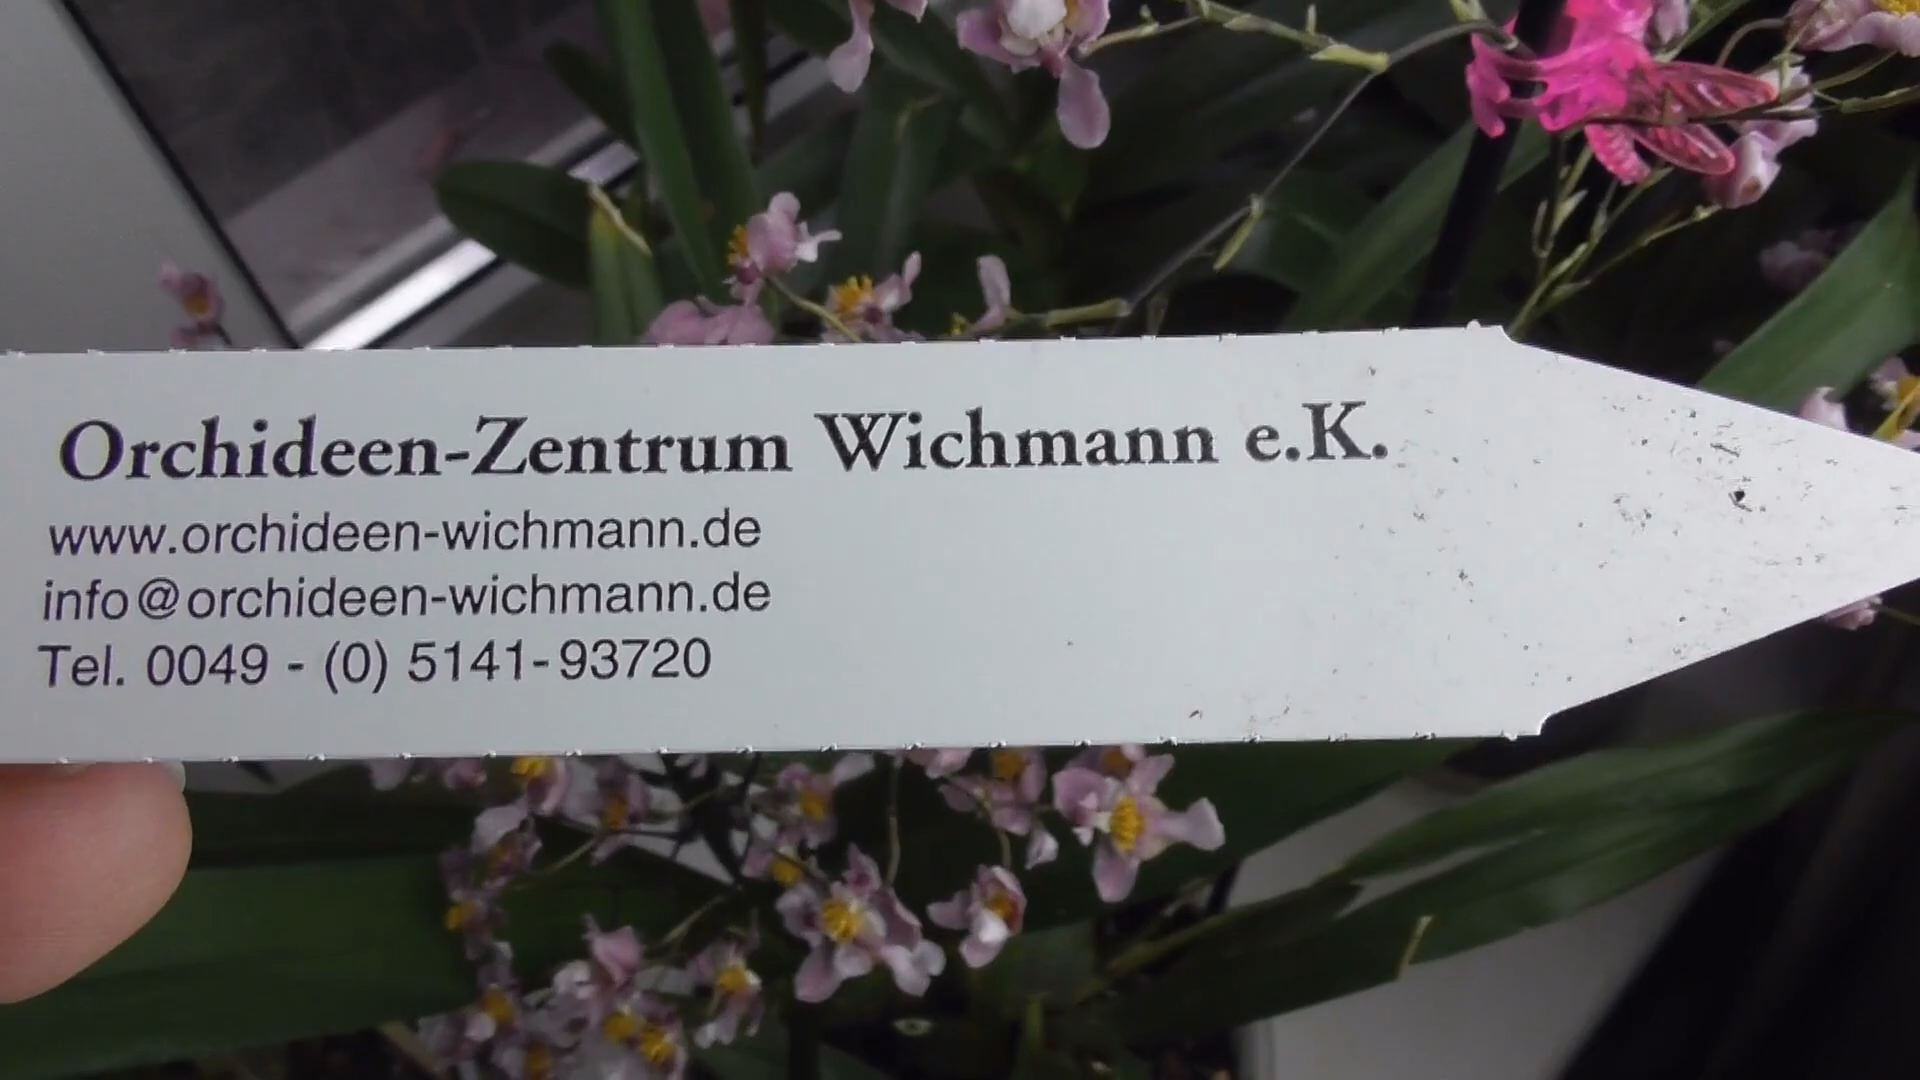 Orchideen-Zentrum Wichmann e.K.
www.orchideen-wichmann.de
info@orchideen-wichmann.de
Tel. 0049 - (0) 5141-93720